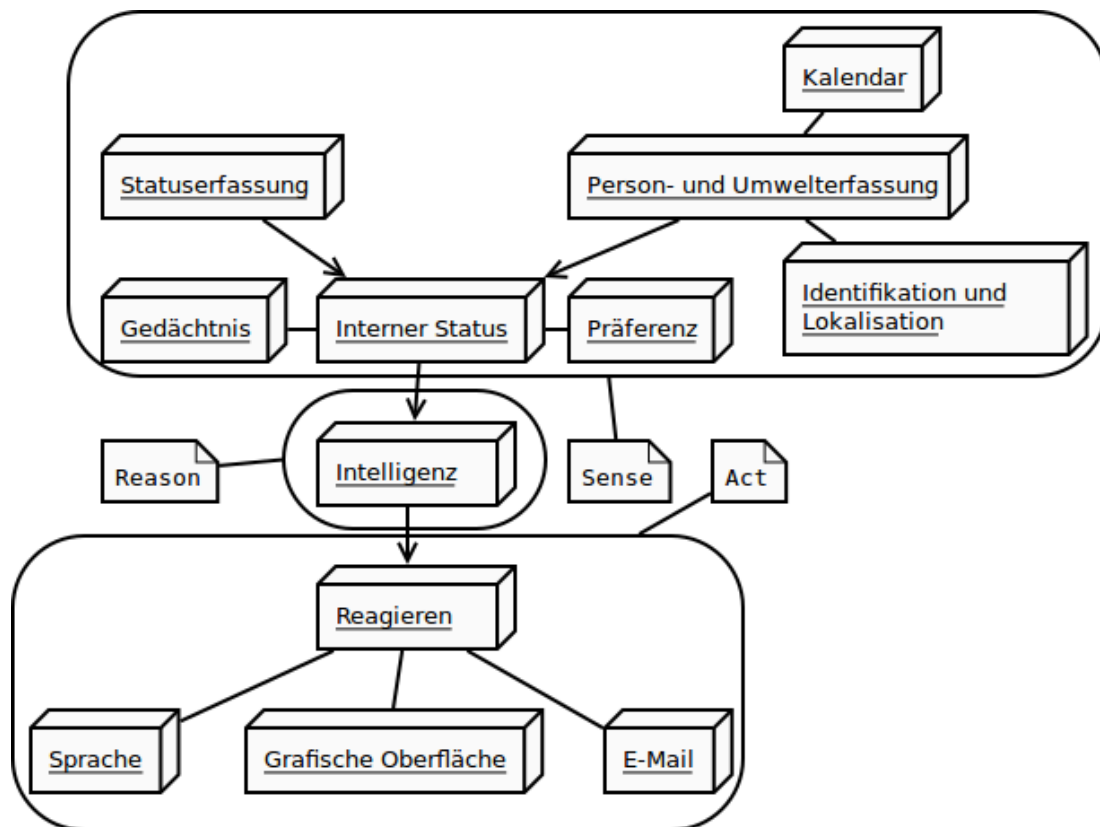 Kalendar
Statuserfassung
Person- und Umwelterfassung
Identifikation und
Lokalisation
Gedächtnis
Interner Status
Präferenz
Reason
Intelligenz
Sense
Act
Reagieren
Sprache
Grafische Oberfläche
E-Mail